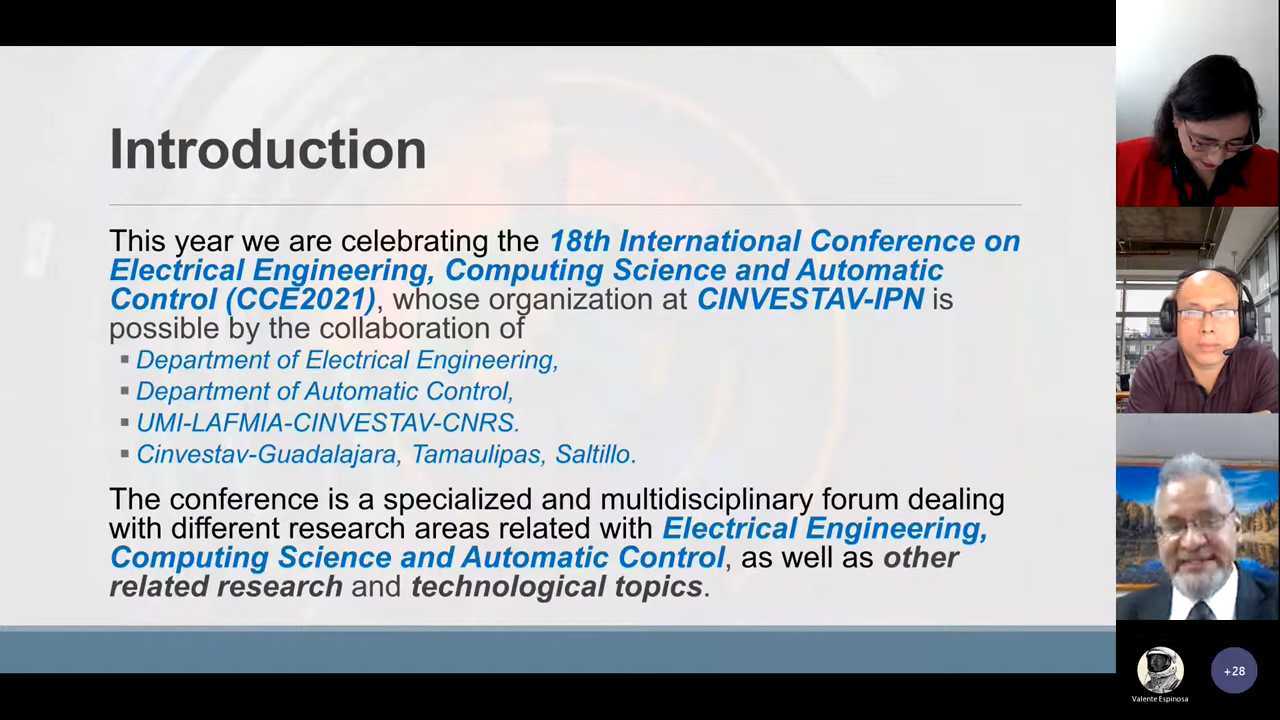 Introduction
This year we are celebrating the 18th International Conference on
Electrical Engineering, Computing Science and Automatic
Control (CCE2021), whose organization at CINVESTAV-IPN is
possible by the collaboration of
Department of Electrical Engineering,
Department of Automatic Control,
UMI-LAFMIA-CINVESTAV-CNRS.
Cinvestav-Guadalajara, Tamaulipas, Saltillo.
The conference is a specialized and multidisciplinary forum dealing
with different research areas related with Electrical Engineering,
Computing Science and Automatic Control, as well as other
related research and technological topics.
Valente Espinosa
+28